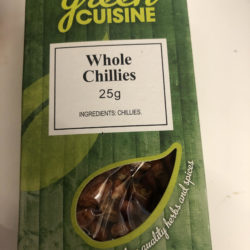 green
CUISINE
Whole
Chillies
25g
INGREDIENTS: CHILLIES.
quality herbs and spices